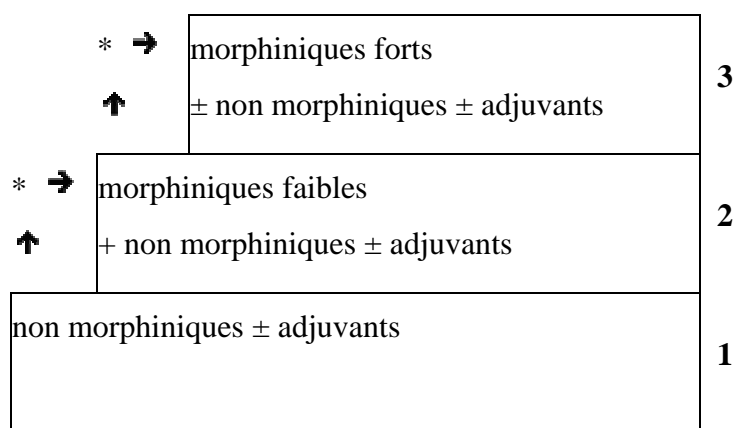 * → morphiniques forts
3
↑ ± non morphiniques ± adjuvants
* → morphiniques faibles
2
↑ + non morphiniques ± adjuvants
non morphiniques ± adjuvants
1